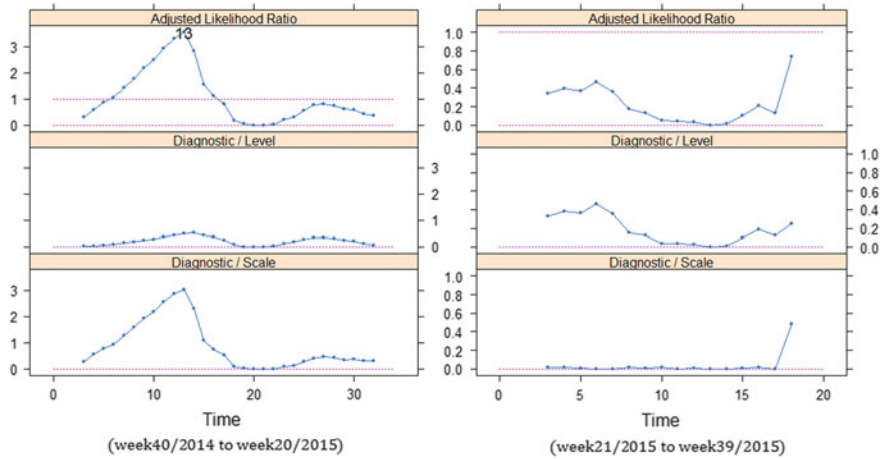 Adjusted Likelihood Ratio
13
3
2
1
0
Diagnostic / Level
3
2
1
0
Diagnostic / Scale
3
2
1
0
0 10 20 30
Time
(week40/2014 to week20/2015)
Adjusted Likelihood Ratio
1.0
0.8
0.6
0.4
0.2
0.0
Diagnostic / Level
1.0
0.8
0.6
0.4
0.2
0.0
Diagnostic / Scale
1.0
0.8
0.6
0.4
0.2
0.0
0 5 10 15 20
Time
(week21/2015 to week39/2015)